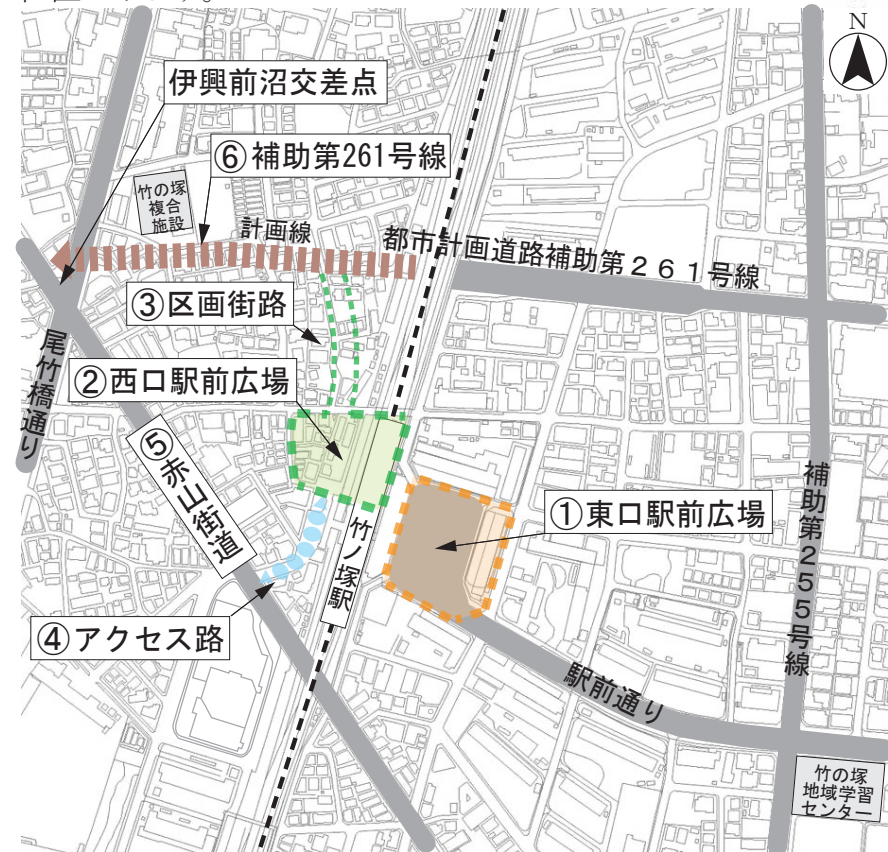 N
伊興前沼交差点
⑥補助第261号線
竹の塚
複合
施設
計画線
都市計画道路補助第261号線
③区画街路
②西口駅前広場
尾竹橋通り
⑤赤山街道
①東口駅前広場
竹ノ塚駅
補助第255号線
④アクセス路
駅前通り
竹の塚
地域学習
センター